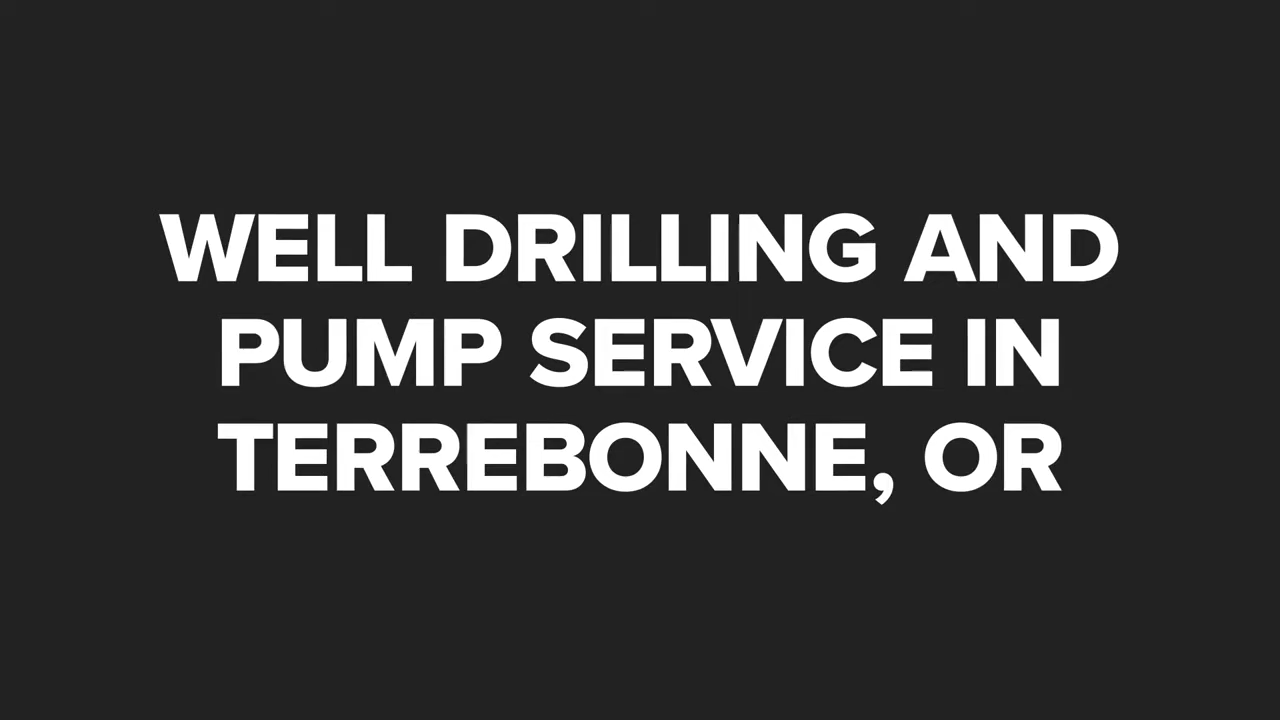 WELL DRILLING AND
PUMP SERVICE IN
TERREBONNE, OR